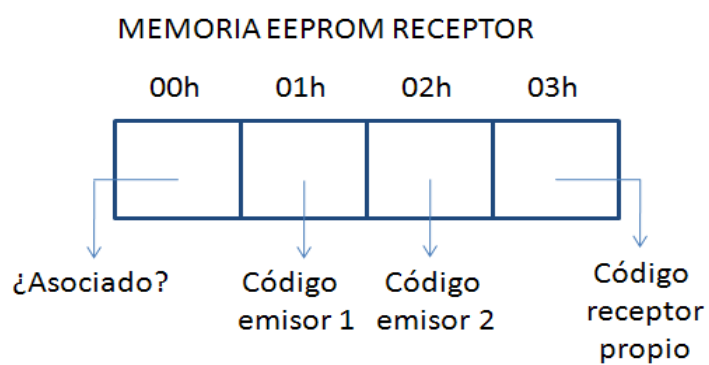 MEMORIA EEPROM RECEPTOR
00h 01h 02h 03h
¿Asociado?
Código
emisor 1
Código
emisor 2
Código
receptor
propio